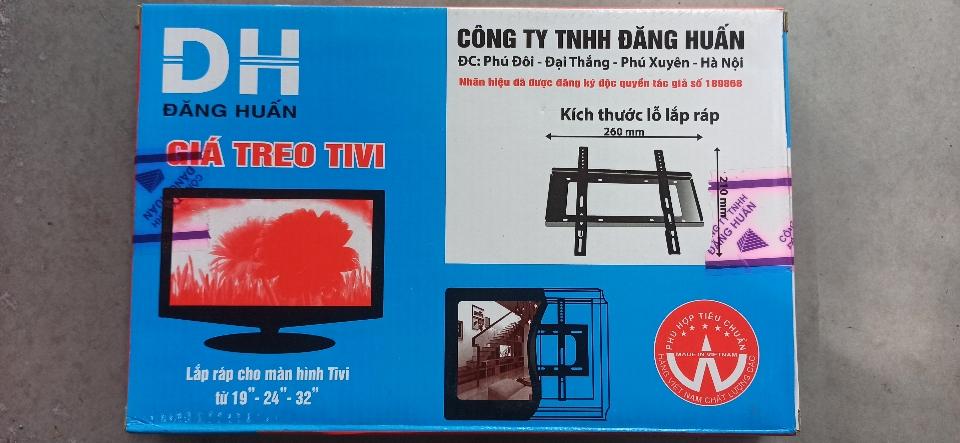 DH
ĐĂNG HUẤN
GIÁ TREO TIVI
Lắp ráp cho màn hình Tivi
từ 19”- 24”- 32”
CÔNG TY TNHH ĐĂNG HUẤN
ĐC: Phú Đôi - Đại Thắng - Phú Xuyên - Hà Nội
Nhãn hiệu đã được đăng ký độc quyền tác giả số 189868
Kích thước lỗ lắp ráp
260 mm
210 mm
TNHH
ĐĂNG HUẤN
PHÙ HỢP TIÊU CHUẨN
MADE IN VIETNAM
HÀNG VIỆT NAM CHẤT LƯỢNG CAO